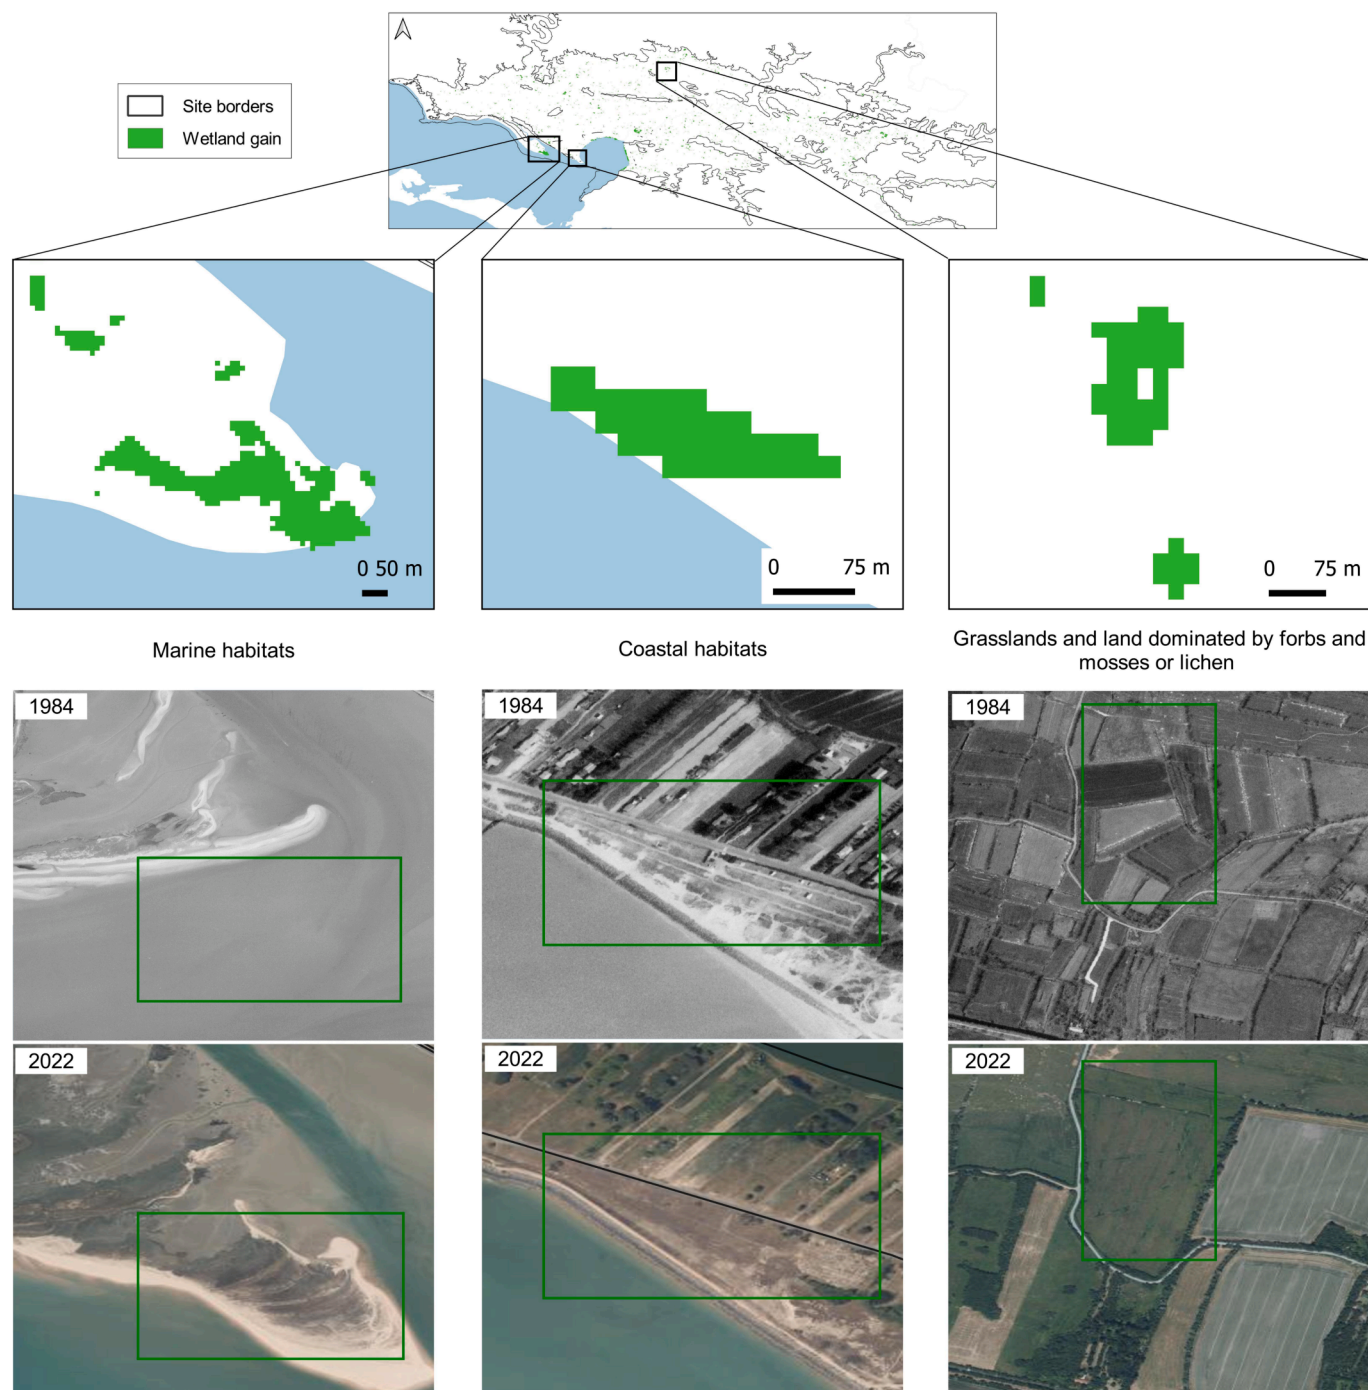 Site borders
Wetland gain
0 50 m
0 75 m
0 75 m
Marine habitats
Coastal habitats
Grasslands and land dominated by forbs and
mosses or lichen
1984
1984
1984
2022
2022
2022